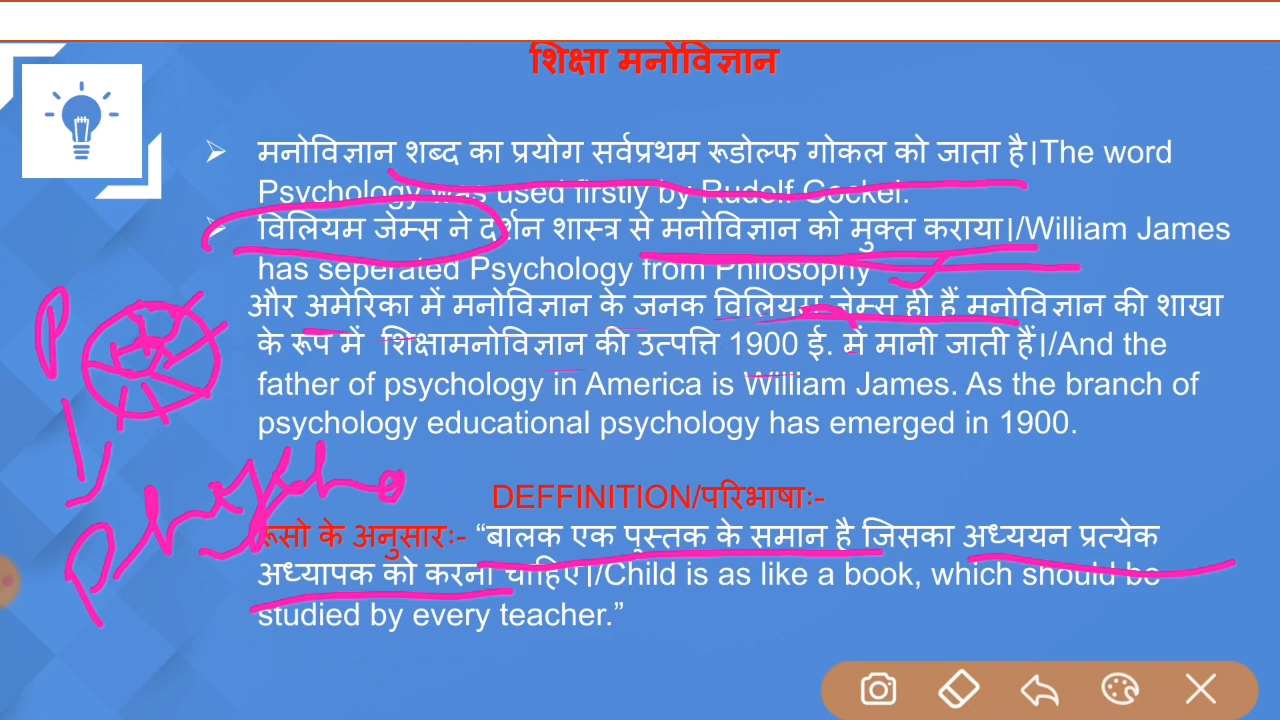 शिक्षा मनोविज्ञान
मनोविज्ञान शब्द का प्रयोग सर्वप्रथम रूडोल्फ गोकल को जाता है।The word
Psychology was used firstly by Rudolf Gockel.
विलियम जेम्स ने दर्शन शास्त्र से मनोविज्ञान को मुक्त कराया।/William James
has seperated Psychology from Philosophy
और अमेरिका में मनोविज्ञान के जनक विलियम जेम्स ही हैं मनोविज्ञान की शाखा
के रूप में शिक्षामनोविज्ञान की उत्पत्ति 1900 ई. में मानी जाती हैं।/And the
father of psychology in America is William James. As the branch of
psychology educational psychology has emerged in 1900.
DEFFINITION/परिभाषाः-
रूसो के अनुसारः- “बालक एक पुस्तक के समान है जिसका अध्ययन प्रत्येक
अध्यापक को करना चाहिए।/Child is as like a book, which should be
studied by every teacher.”